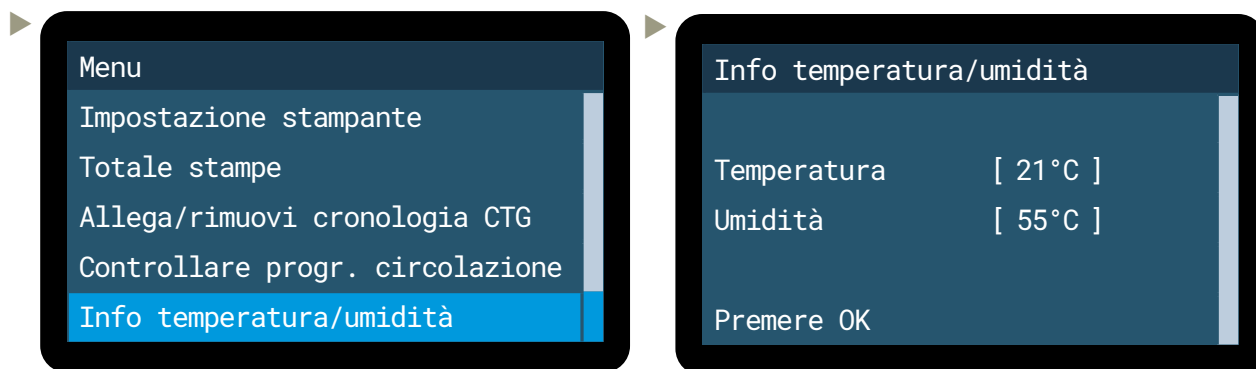 Menu
Impostazione stampante
Totale stampe
Allega/rimuovi cronologia CTG
Controllare progr. circolazione
Info temperatura/umidità
Info temperatura/umidità
Temperatura [ 21°C ]
Umidità [ 55°C ]
Premere OK